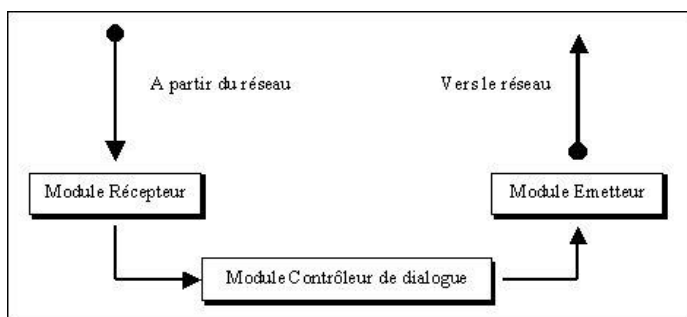 A partir du réseau
Vers le réseau
Module Récepteur
Module Emetteur
Module Contrôleur de dialogue